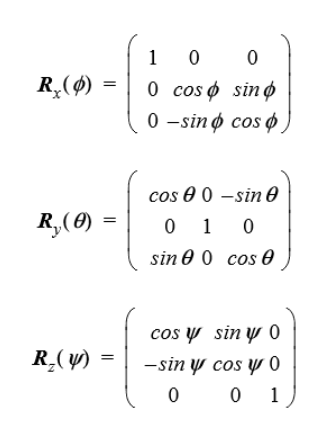 1 0 0
R_x(ϕ) = 0 cos ϕ sin ϕ
0 −sin ϕ cos ϕ
cos θ 0 −sin θ
R_y(θ) = 0 1 0
sin θ 0 cos θ
cos ψ sin ψ 0
R_z(ψ) = −sin ψ cos ψ 0
0 0 1